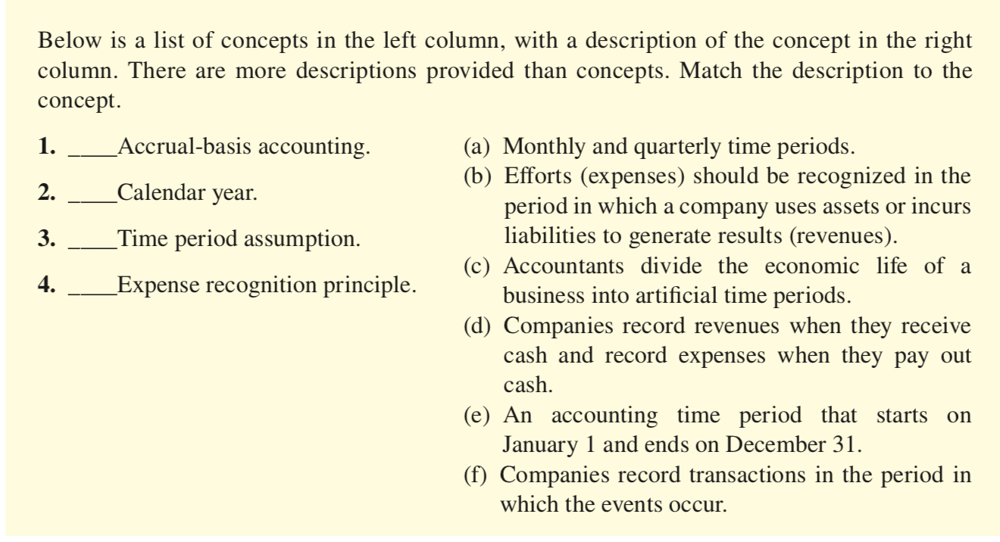 Below is a list of concepts in the left column, with a description of the concept in the right
column. There are more descriptions provided than concepts. Match the description to the
concept.
1. ____Accrual-basis accounting.
2. ____Calendar year.
3. ____Time period assumption.
4. ____Expense recognition principle.
(a) Monthly and quarterly time periods.
(b) Efforts (expenses) should be recognized in the
period in which a company uses assets or incurs
liabilities to generate results (revenues).
(c) Accountants divide the economic life of a
business into artificial time periods.
(d) Companies record revenues when they receive
cash and record expenses when they pay out
cash.
(e) An accounting time period that starts on
January 1 and ends on December 31.
(f) Companies record transactions in the period in
which the events occur.